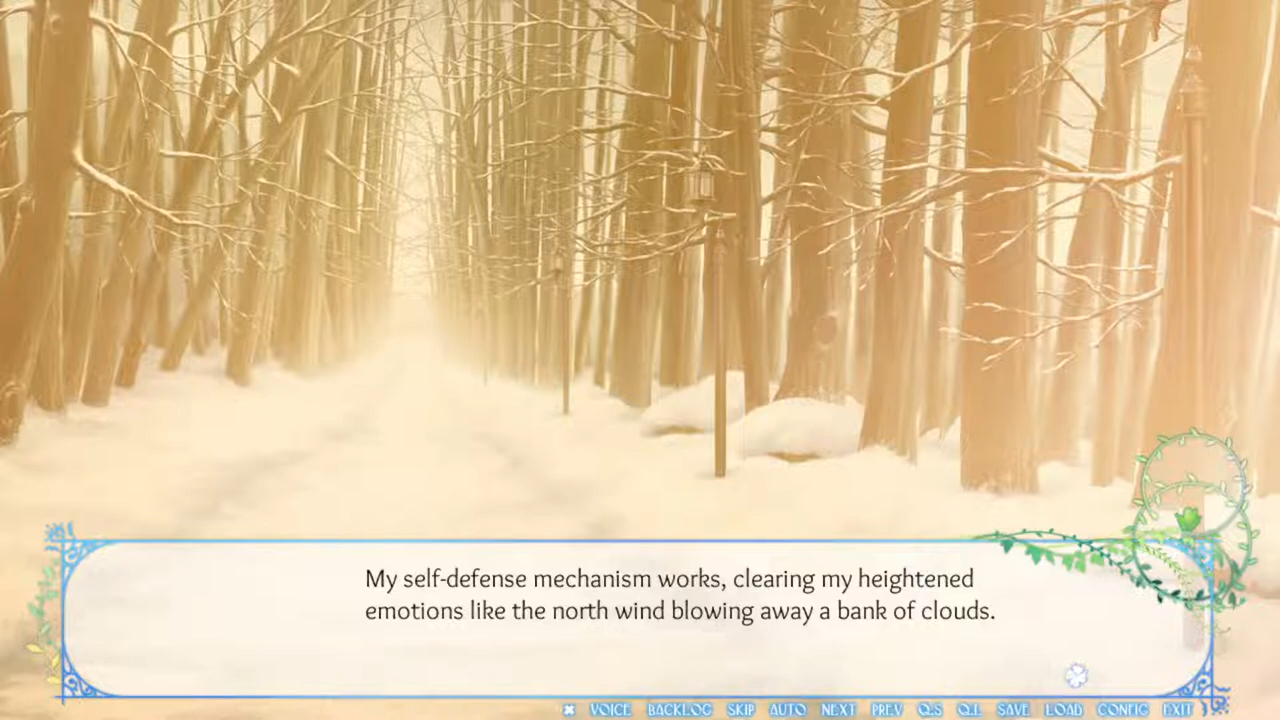 My self-defense mechanism works, clearing my heightened
emotions like the north wind blowing away a bank of clouds.
VOICE BACKLOG SKIP AUTO NEXT PREV Q.S Q.L SAVE LOAD CONFIG EXIT